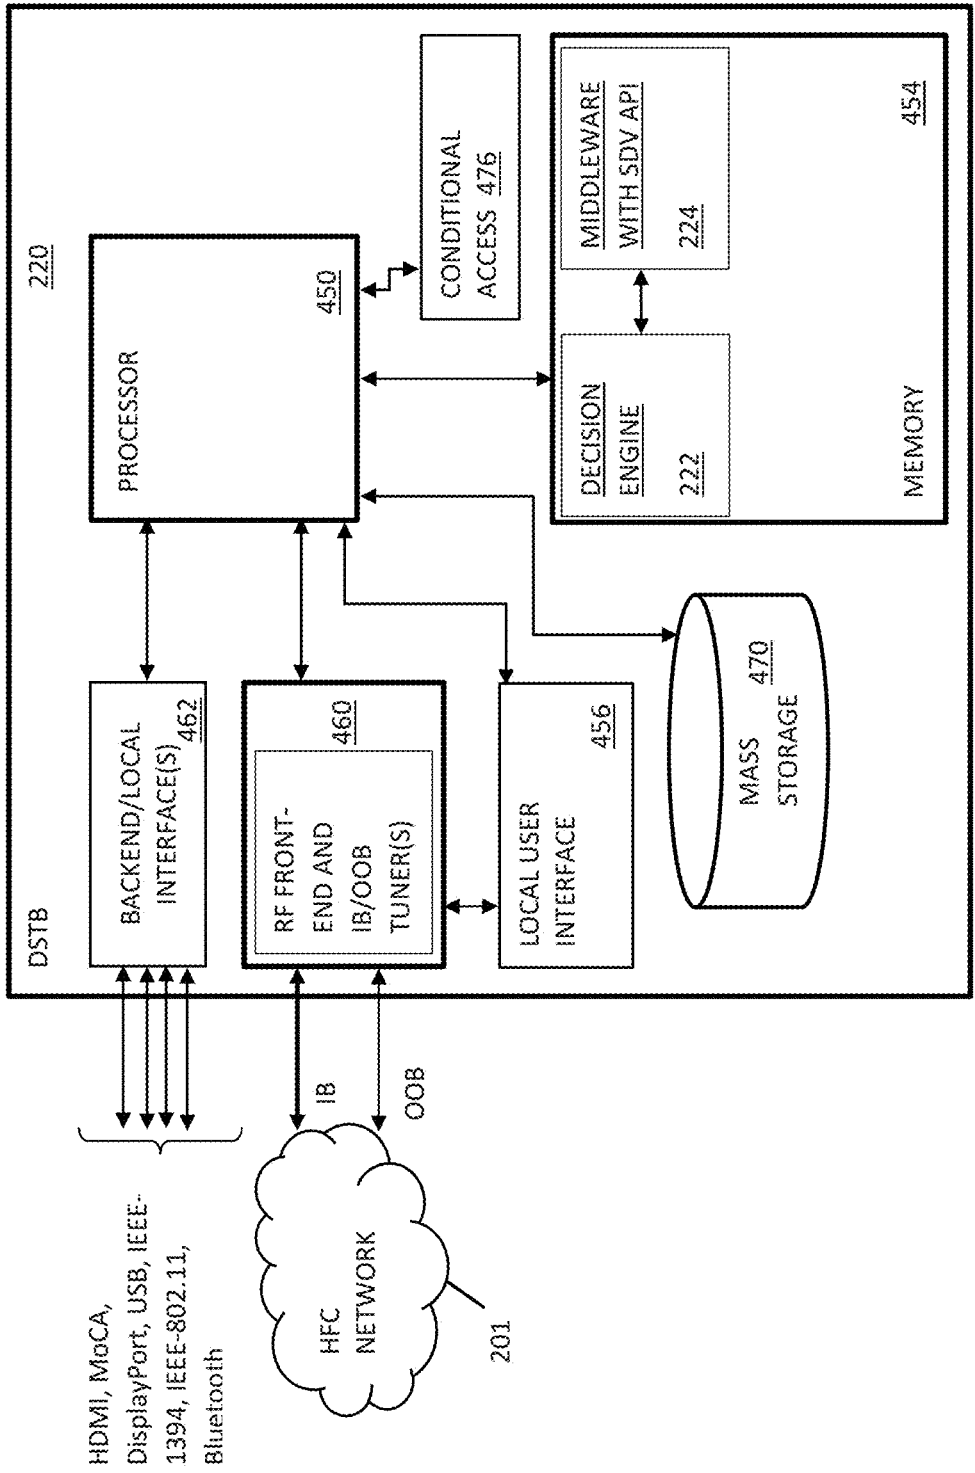 DSTB
220
BACKEND/LOCAL
INTERFACE(S)
462
PROCESSOR
450
RF FRONT-
END AND
IB/OOB
TUNER(S)
460
CONDITIONAL
ACCESS 476
LOCAL USER
INTERFACE
456
DECISION
ENGINE
222
MIDDLEWARE
WITH SDV API
224
MEMORY
454
MASS
STORAGE
470
HDMI, MoCA,
DisplayPort, USB, IEEE-
1394, IEEE-802.11,
Bluetooth
IB
OOB
HFC
NETWORK
201